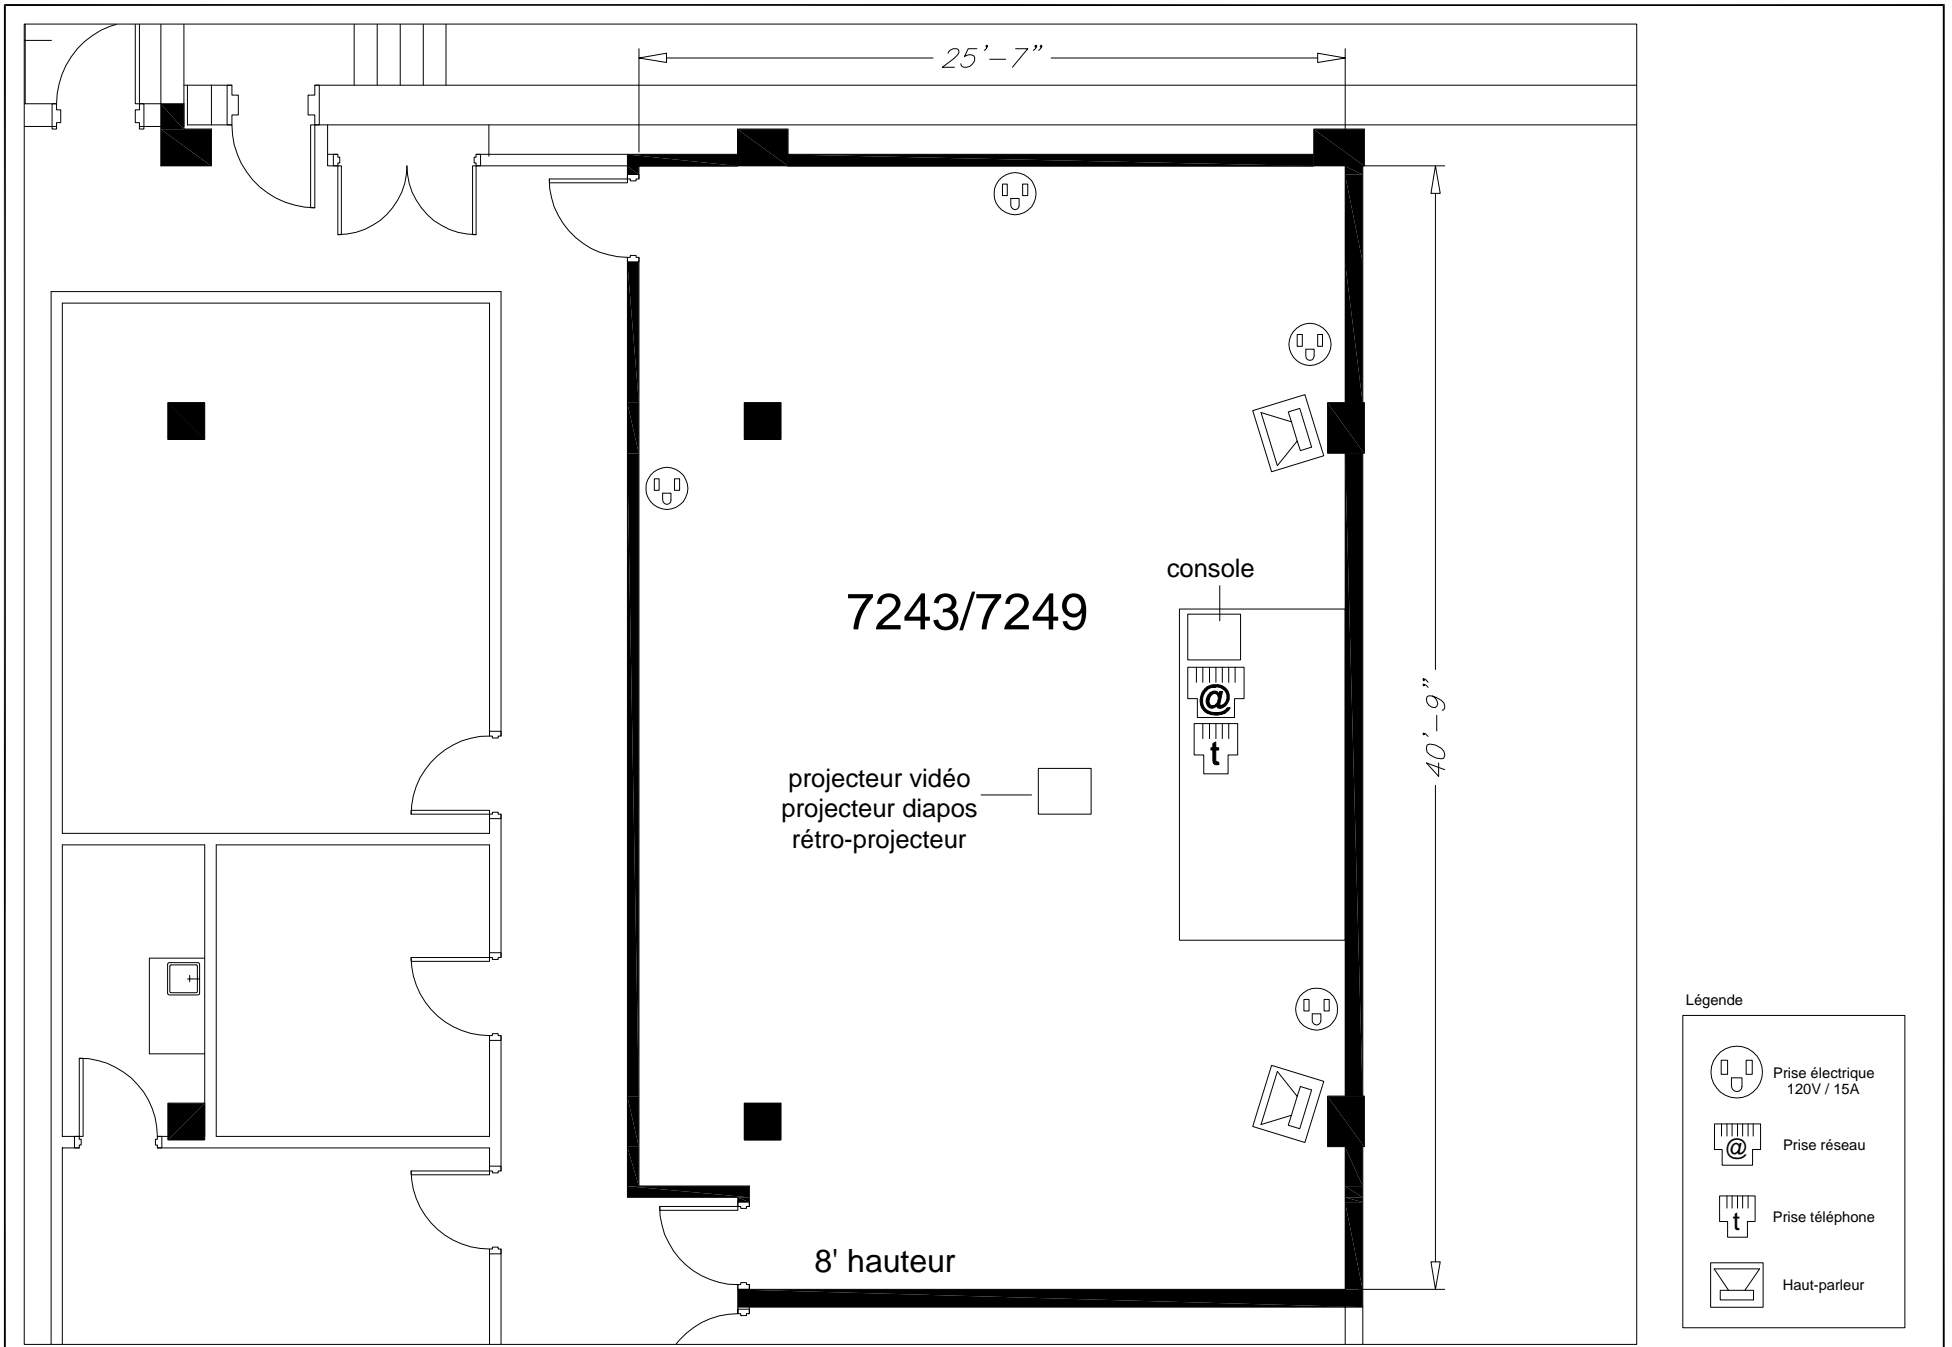 25’–7”
console
7243/7249
@
t
40’–9”
projecteur vidéo
projecteur diapos
rétro-projecteur
8' hauteur
Légende
Prise électrique
120V / 15A
@
Prise réseau
t
Prise téléphone
Haut-parleur